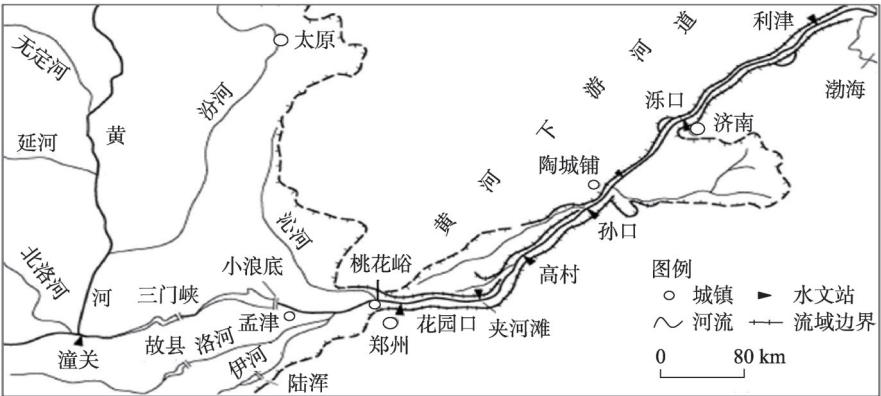 利津
无定河
太原
黄河下游河道
渤海
汾河
泺口
济南
黄河
延河
陶城铺
沁河
孙口
北洛河
小浪底
桃花峪
高村
三门峡
图例
城镇
水文站
孟津
花园口
夹河滩
河流
流域边界
故县
洛河
郑州
潼关
伊河
陆浑
0 80 km